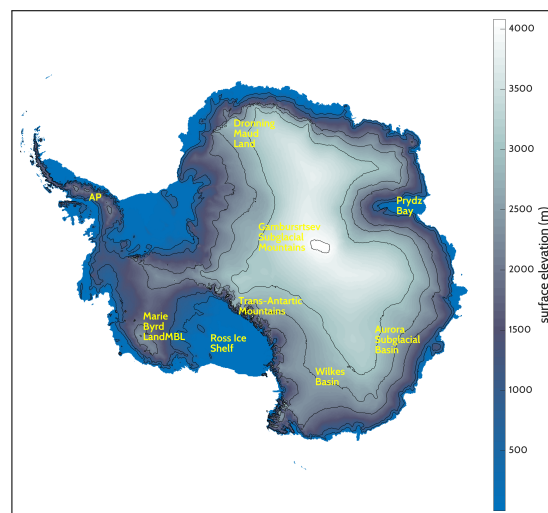 Dronning
Maud
Land
AP
Prydz
Bay
Gamburtsev
Subglacial
Mountains
Trans-Antartic
Mountains
Marie
Byrd
LandMBL
Ross Ice
Shelf
Aurora
Subglacial
Basin
Wilkes
Basin
4000
3500
3000
2500
2000
1500
1000
500
surface elevation (m)